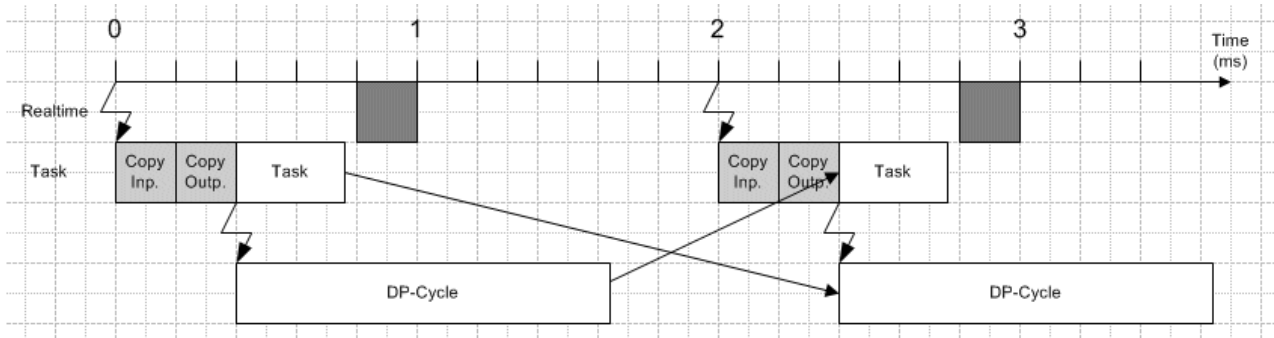 0 1 2 3
Time
(ms)
Realtime
Task
Copy
Inp.
Copy
Outp.
Task
Copy
Inp.
Copy
Outp.
Task
DP-Cycle
DP-Cycle